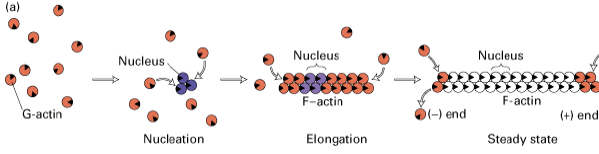 (a)
G-actin
Nucleus
Nucleation
Nucleus
F-actin
Elongation
Nucleus
F-actin
(-) end
(+) end
Steady state